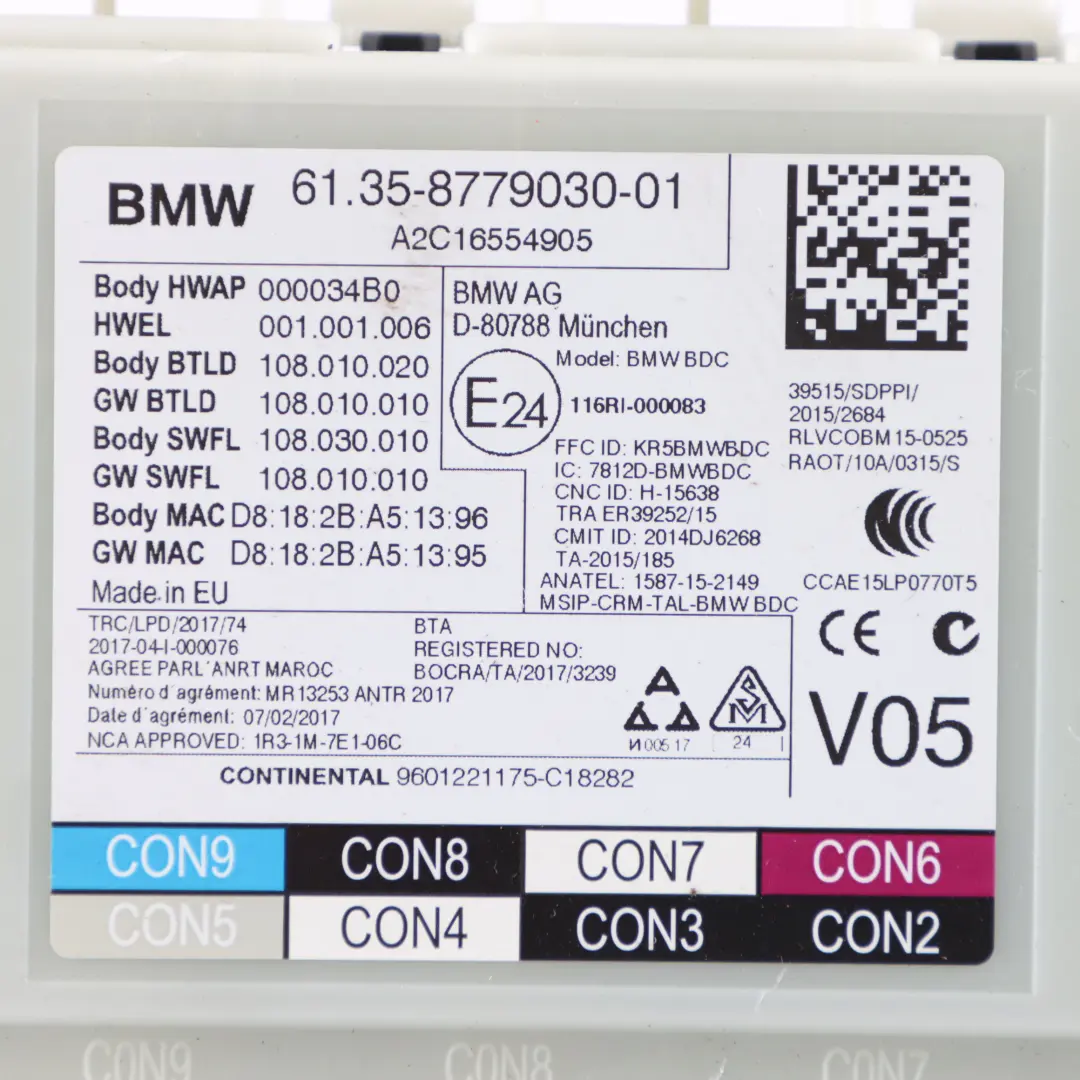 BMW 61.35-8779030-01
A2C16554905
Body HWAP 000034B0
HWEL 001.001.006
Body BTLD 108.010.020
GW BTLD 108.010.010
Body SWFL 108.030.010
GW SWFL 108.010.010
Body MAC D8:18:2B:A5:13:96
GW MAC D8:18:2B:A5:13:95
Made in EU
BMW AG
D-80788 München
Model: BMW BDC
E24 116RI-000083
FFC ID: KR5BMWBDC
IC: 7812D-BMWBDC
CNC ID: H-15638
TRA ER39252/15
CMIT ID: 2014DJ6268
TA-2015/185
ANATEL: 1587-15-2149
MSIP-CRM-TAL-BMW BDC
39515/SDPPI/
2015/2684
RLVCOBM15-0525
RAOT/10A/0315/S
CCAE15LP0770T5
CE
V05
TRC/LPD/2017/74
2017-04-I-000076
AGREE PARL'ANRT MAROC
Numéro d'agrément: MR13253 ANTR 2017
Date d'agrément: 07/02/2017
NCA APPROVED: 1R3-1M-7E1-06C
BTA
REGISTERED NO:
BOCRA/TA/2017/3239
И005 17
SM
24
CONTINENTAL 9601221175-C18282
CON9 CON8 CON7 CON6
CON5 CON4 CON3 CON2
CON9 CON8 CON7